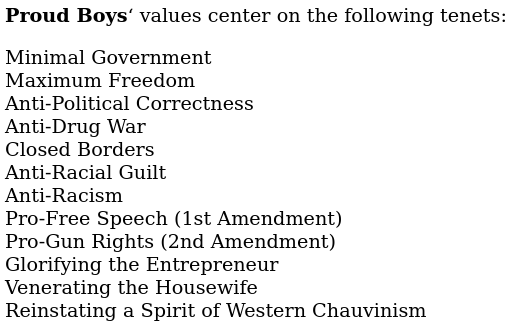 Proud Boys‘ values center on the following tenets:
Minimal Government
Maximum Freedom
Anti-Political Correctness
Anti-Drug War
Closed Borders
Anti-Racial Guilt
Anti-Racism
Pro-Free Speech (1st Amendment)
Pro-Gun Rights (2nd Amendment)
Glorifying the Entrepreneur
Venerating the Housewife
Reinstating a Spirit of Western Chauvinism